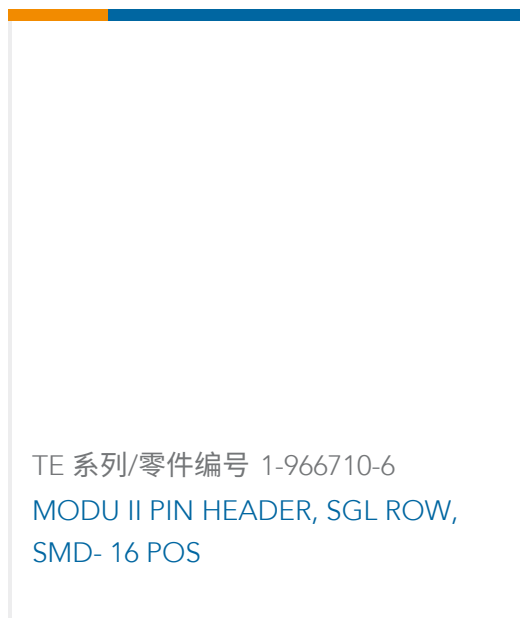 TE 系列/零件编号 1-966710-6
MODU II PIN HEADER, SGL ROW,
SMD- 16 POS